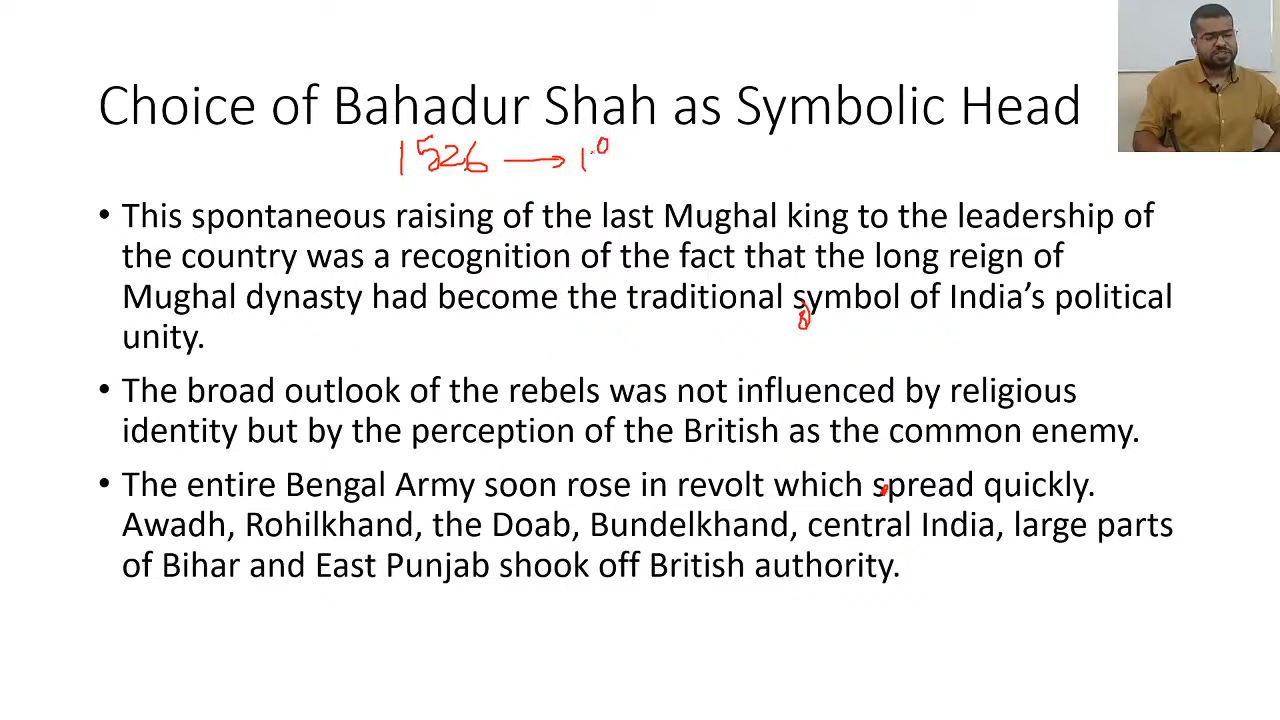 Choice of Bahadur Shah as Symbolic Head
1526
• This spontaneous raising of the last Mughal king to the leadership of
the country was a recognition of the fact that the long reign of
Mughal dynasty had become the traditional symbol of India’s political
unity.
• The broad outlook of the rebels was not influenced by religious
identity but by the perception of the British as the common enemy.
• The entire Bengal Army soon rose in revolt which spread quickly.
Awadh, Rohilkhand, the Doab, Bundelkhand, central India, large parts
of Bihar and East Punjab shook off British authority.